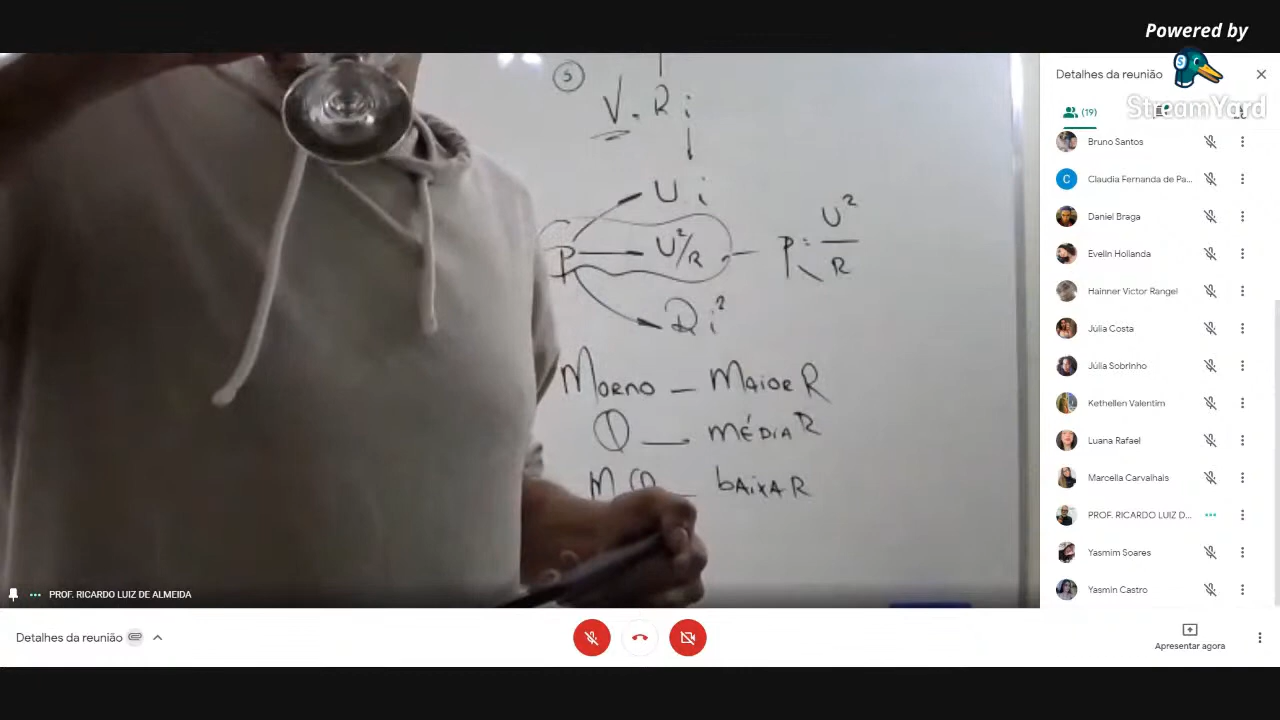 Powered by
StreamYard
Detalhes da reunião
(19)
Bruno Santos
Claudia Fernanda de Pa...
Daniel Braga
Evelin Hollanda
Hainner Victor Rangel
Júlia Costa
Júlia Sobrinho
Kethellen Valentim
Luana Rafael
Marcella Carvalhais
PROF. RICARDO LUIZ D...
Yasmim Soares
Yasmin Castro
5
V = R i
U i
P U²/R P = U²/R
R i²
Morno — Maior R
Q — média R
MQ — baixa R
PROF. RICARDO LUIZ DE ALMEIDA
Detalhes da reunião
Apresentar agora